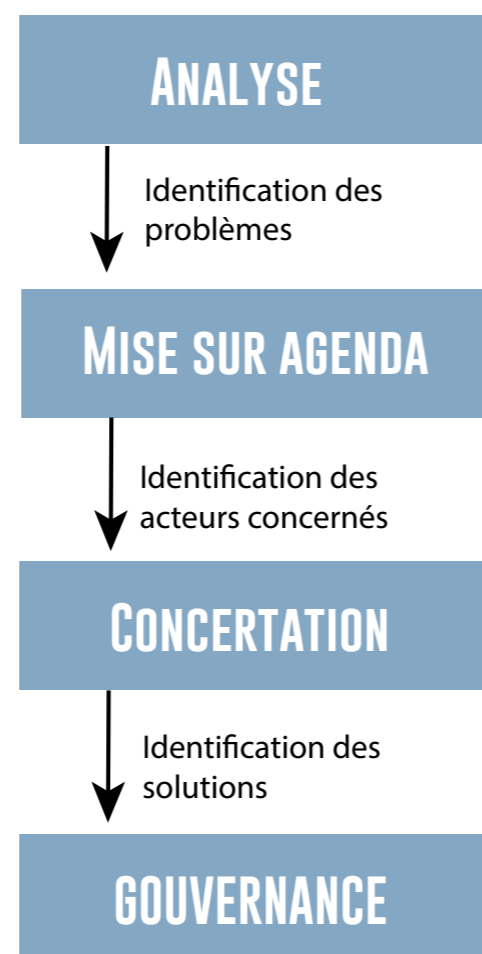 Analyse
Identification des
problèmes
Mise sur agenda
Identification des
acteurs concernés
Concertation
Identification des
solutions
GOUVERNANCE